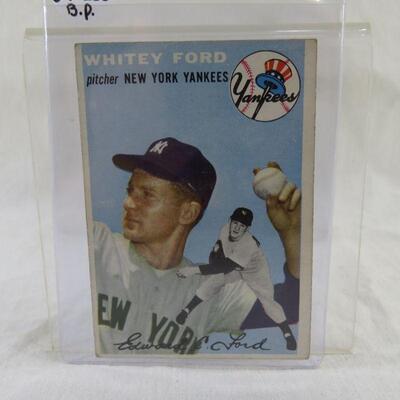 B.P.
WHITEY FORD
pitcher NEW YORK YANKEES
Yankees
NY
NEW YORK
Edward C. Ford